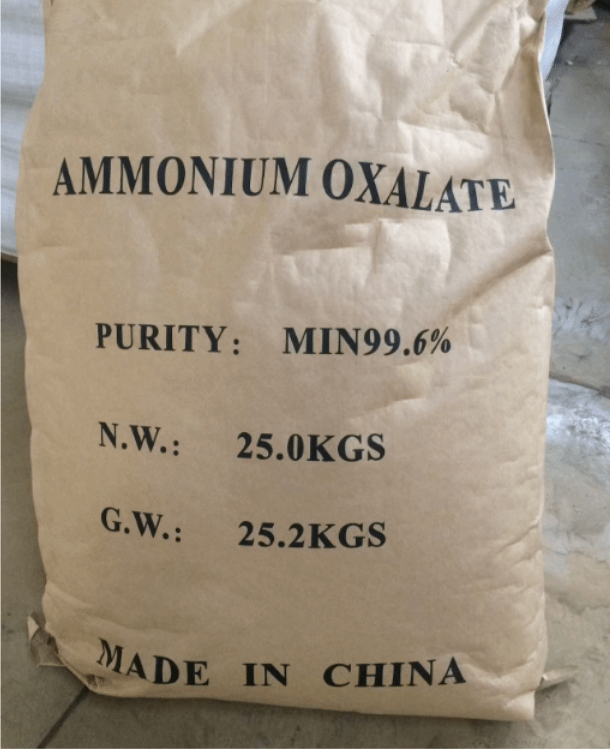 AMMONIUM OXALATE
PURITY: MIN99.6%
N.W.: 25.0KGS
G.W.: 25.2KGS
MADE IN CHINA